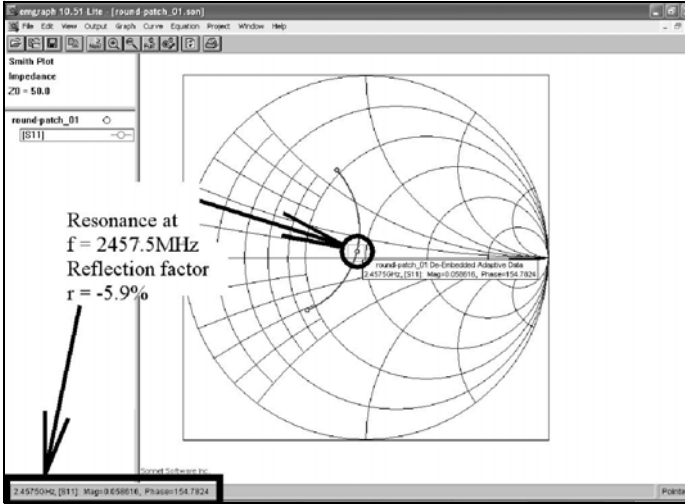 emgraph 10.51-Lite - [round-patch_01.son]
File Edit View Output Graph Curve Equation Project Window Help
Smith Plot
Impedance
Z0 = 50.0
round-patch_01
[S11]
Resonance at
f = 2457.5MHz
Reflection factor
r = -5.9%
round-patch_01:De-Embedded Adaptive Data
2.45750GHz, [S11]: Mag=0.058616, Phase=154.7824
Sonnet Software Inc.
2.45750GHz, [S11]: Mag=0.058616, Phase=154.7824
Pointe